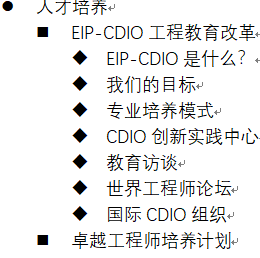 人才培养
EIP-CDIO 工程教育改革
EIP-CDIO 是什么？
我们的目标
专业培养模式
CDIO 创新实践中心
教育访谈
世界工程师论坛
国际 CDIO 组织
卓越工程师培养计划